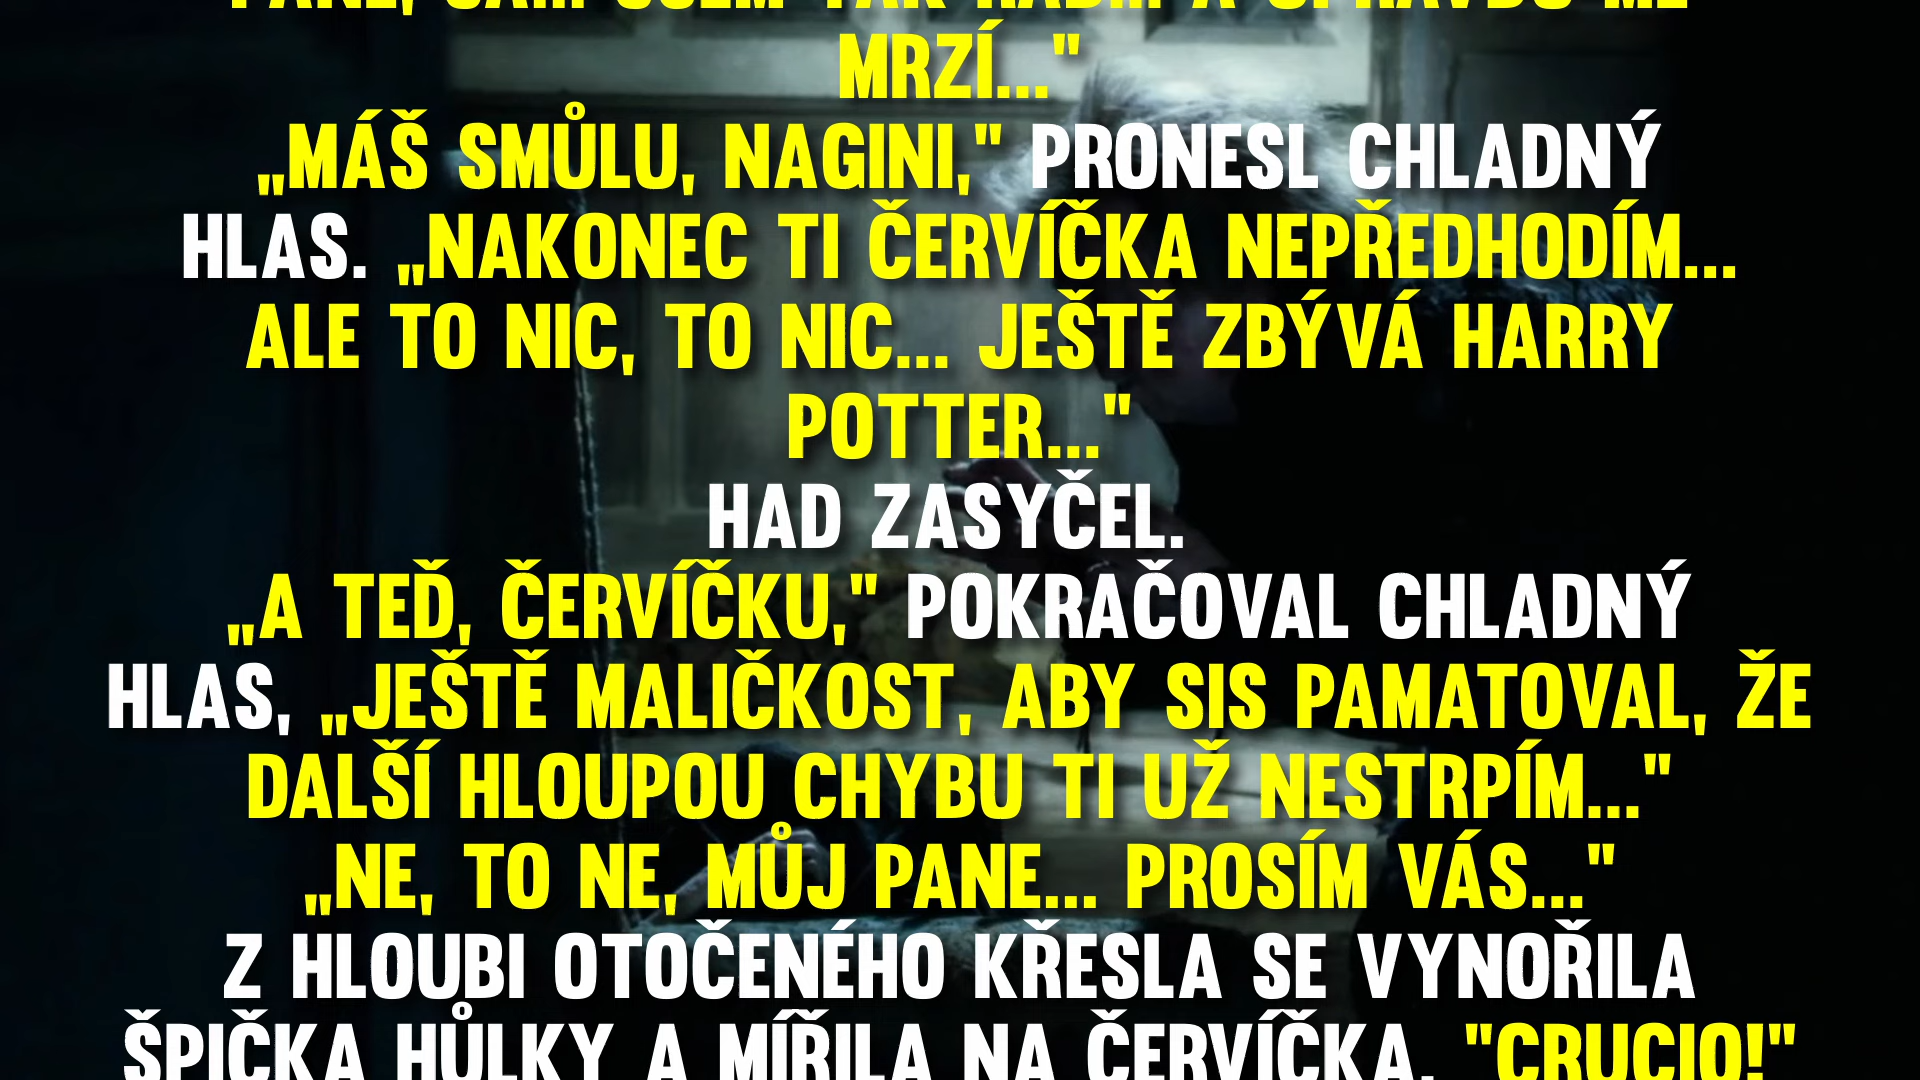 MRZÍ..."
„MÁŠ SMŮLU, NAGINI," PRONESL CHLADNÝ
HLAS. „NAKONEC TI ČERVÍČKA NEPŘEDHODÍM...
ALE TO NIC, TO NIC... JEŠTĚ ZBÝVÁ HARRY
POTTER..."
HAD ZASYČEL.
„A TEĎ, ČERVÍČKU," POKRAČOVAL CHLADNÝ
HLAS, „JEŠTĚ MALIČKOST, ABY SIS PAMATOVAL, ŽE
DALŠÍ HLOUPOU CHYBU TI UŽ NESTRPÍM..."
„NE, TO NE, MŮJ PANE... PROSÍM VÁS..."
Z HLOUBI OTOČENÉHO KŘESLA SE VYNOŘILA
ŠPIČKA HŮLKY A MÍŘILA NA ČERVÍČKA. "CRUCIO!"